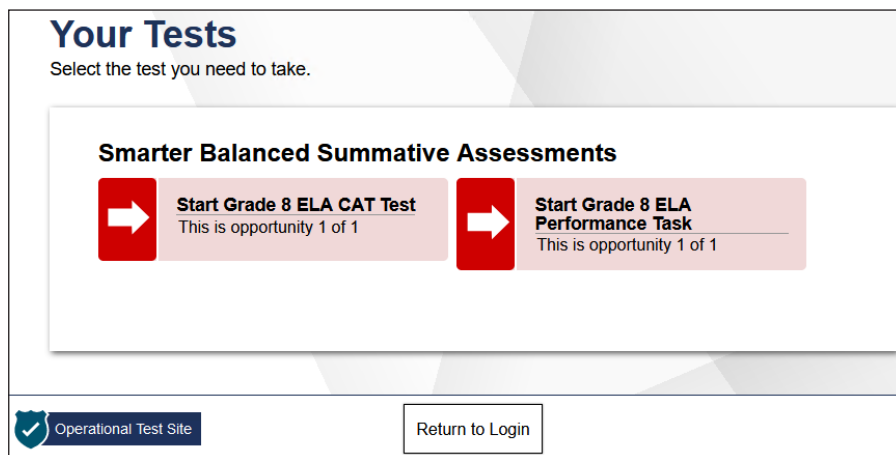 Your Tests
Select the test you need to take.
Smarter Balanced Summative Assessments
Start Grade 8 ELA CAT Test
This is opportunity 1 of 1
Start Grade 8 ELA
Performance Task
This is opportunity 1 of 1
Operational Test Site
Return to Login